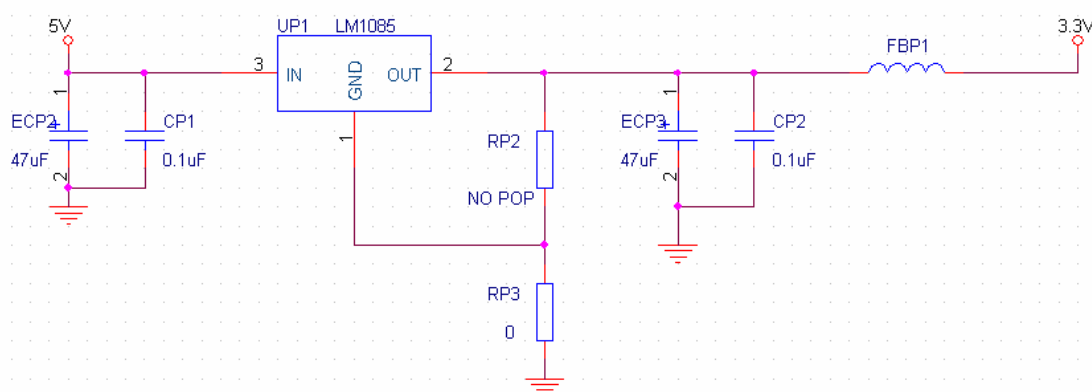 5V
UP1 LM1085
3.3V
FBP1
3 IN GND OUT 2
1
1
ECP2 +
47uF
2
CP1
0.1uF
RP2
NO POP
1
ECP3 +
47uF
2
CP2
0.1uF
RP3
0